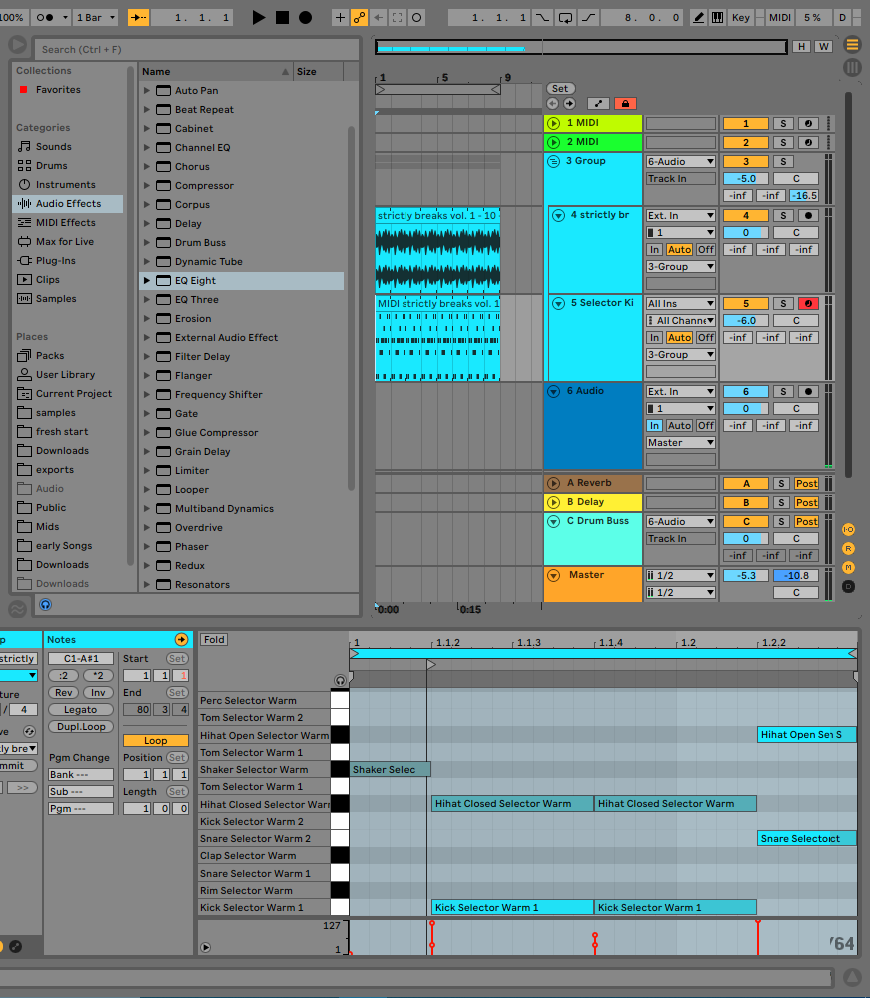 100%
1 Bar
1. 1. 1
1. 1. 1
8. 0. 0
Key
MIDI
5 %
D
Search (Ctrl + F)
H
W
Collections
Favorites
Categories
Sounds
Drums
Instruments
Audio Effects
MIDI Effects
Max for Live
Plug-Ins
Clips
Samples
Places
Packs
User Library
Current Project
samples
fresh start
Downloads
exports
Audio
Public
Mids
early Songs
Downloads
Downloads
Name
Size
Auto Pan
Beat Repeat
Cabinet
Channel EQ
Chorus
Compressor
Corpus
Delay
Drum Buss
Dynamic Tube
EQ Eight
EQ Three
Erosion
External Audio Effect
Filter Delay
Flanger
Frequency Shifter
Gate
Glue Compressor
Grain Delay
Limiter
Looper
Multiband Dynamics
Overdrive
Phaser
Redux
Resonators
1
5
9
Set
1 MIDI
1
S
2 MIDI
2
S
3 Group
6-Audio
3
S
Track In
-5.0
C
-inf
-inf
-16.5
strictly breaks vol. 1 - 10
4 strictly br
Ext. In
4
S
1
0
C
In
Auto
Off
-inf
-inf
-inf
3-Group
MIDI strictly breaks vol. 1
5 Selector Ki
All Ins
5
S
All Channe
-6.0
C
In
Auto
Off
-inf
-inf
-inf
3-Group
6 Audio
Ext. In
6
S
1
0
C
In
Auto
Off
-inf
-inf
-inf
Master
A Reverb
A
S
Post
B Delay
B
S
Post
C Drum Buss
6-Audio
C
S
Post
Track In
0
C
-inf
-inf
-inf
Master
1/2
-5.3
-10.8
1/2
C
0:00
0:15
I·O
R
M
D
p
strictly
ture
/ 4
ve
ly bre
mmit
>>
Notes
C1-A#1
:2
*2
Rev
Inv
Legato
Dupl.Loop
Pgm Change
Bank ---
Sub ---
Pgm ---
Start
Set
1 1 1
End
Set
80 3 4
Loop
Position
Set
1 1 1
Length
Set
1 0 0
Fold
1
1.1.2
1.1.3
1.1.4
1.2
1.2.2
Perc Selector Warm
Tom Selector Warm 2
Hihat Open Selector Warm
Hihat Open Sel S
Tom Selector Warm 1
Shaker Selector Warm
Shaker Selec
Tom Selector Warm 1
Hihat Closed Selector Warr
Hihat Closed Selector Warm
Hihat Closed Selector Warm
Kick Selector Warm 2
Snare Selector Warm 2
Snare Selectorct
Clap Selector Warm
Snare Selector Warm 1
Rim Selector Warm
Kick Selector Warm 1
Kick Selector Warm 1
Kick Selector Warm 1
127
1
/64